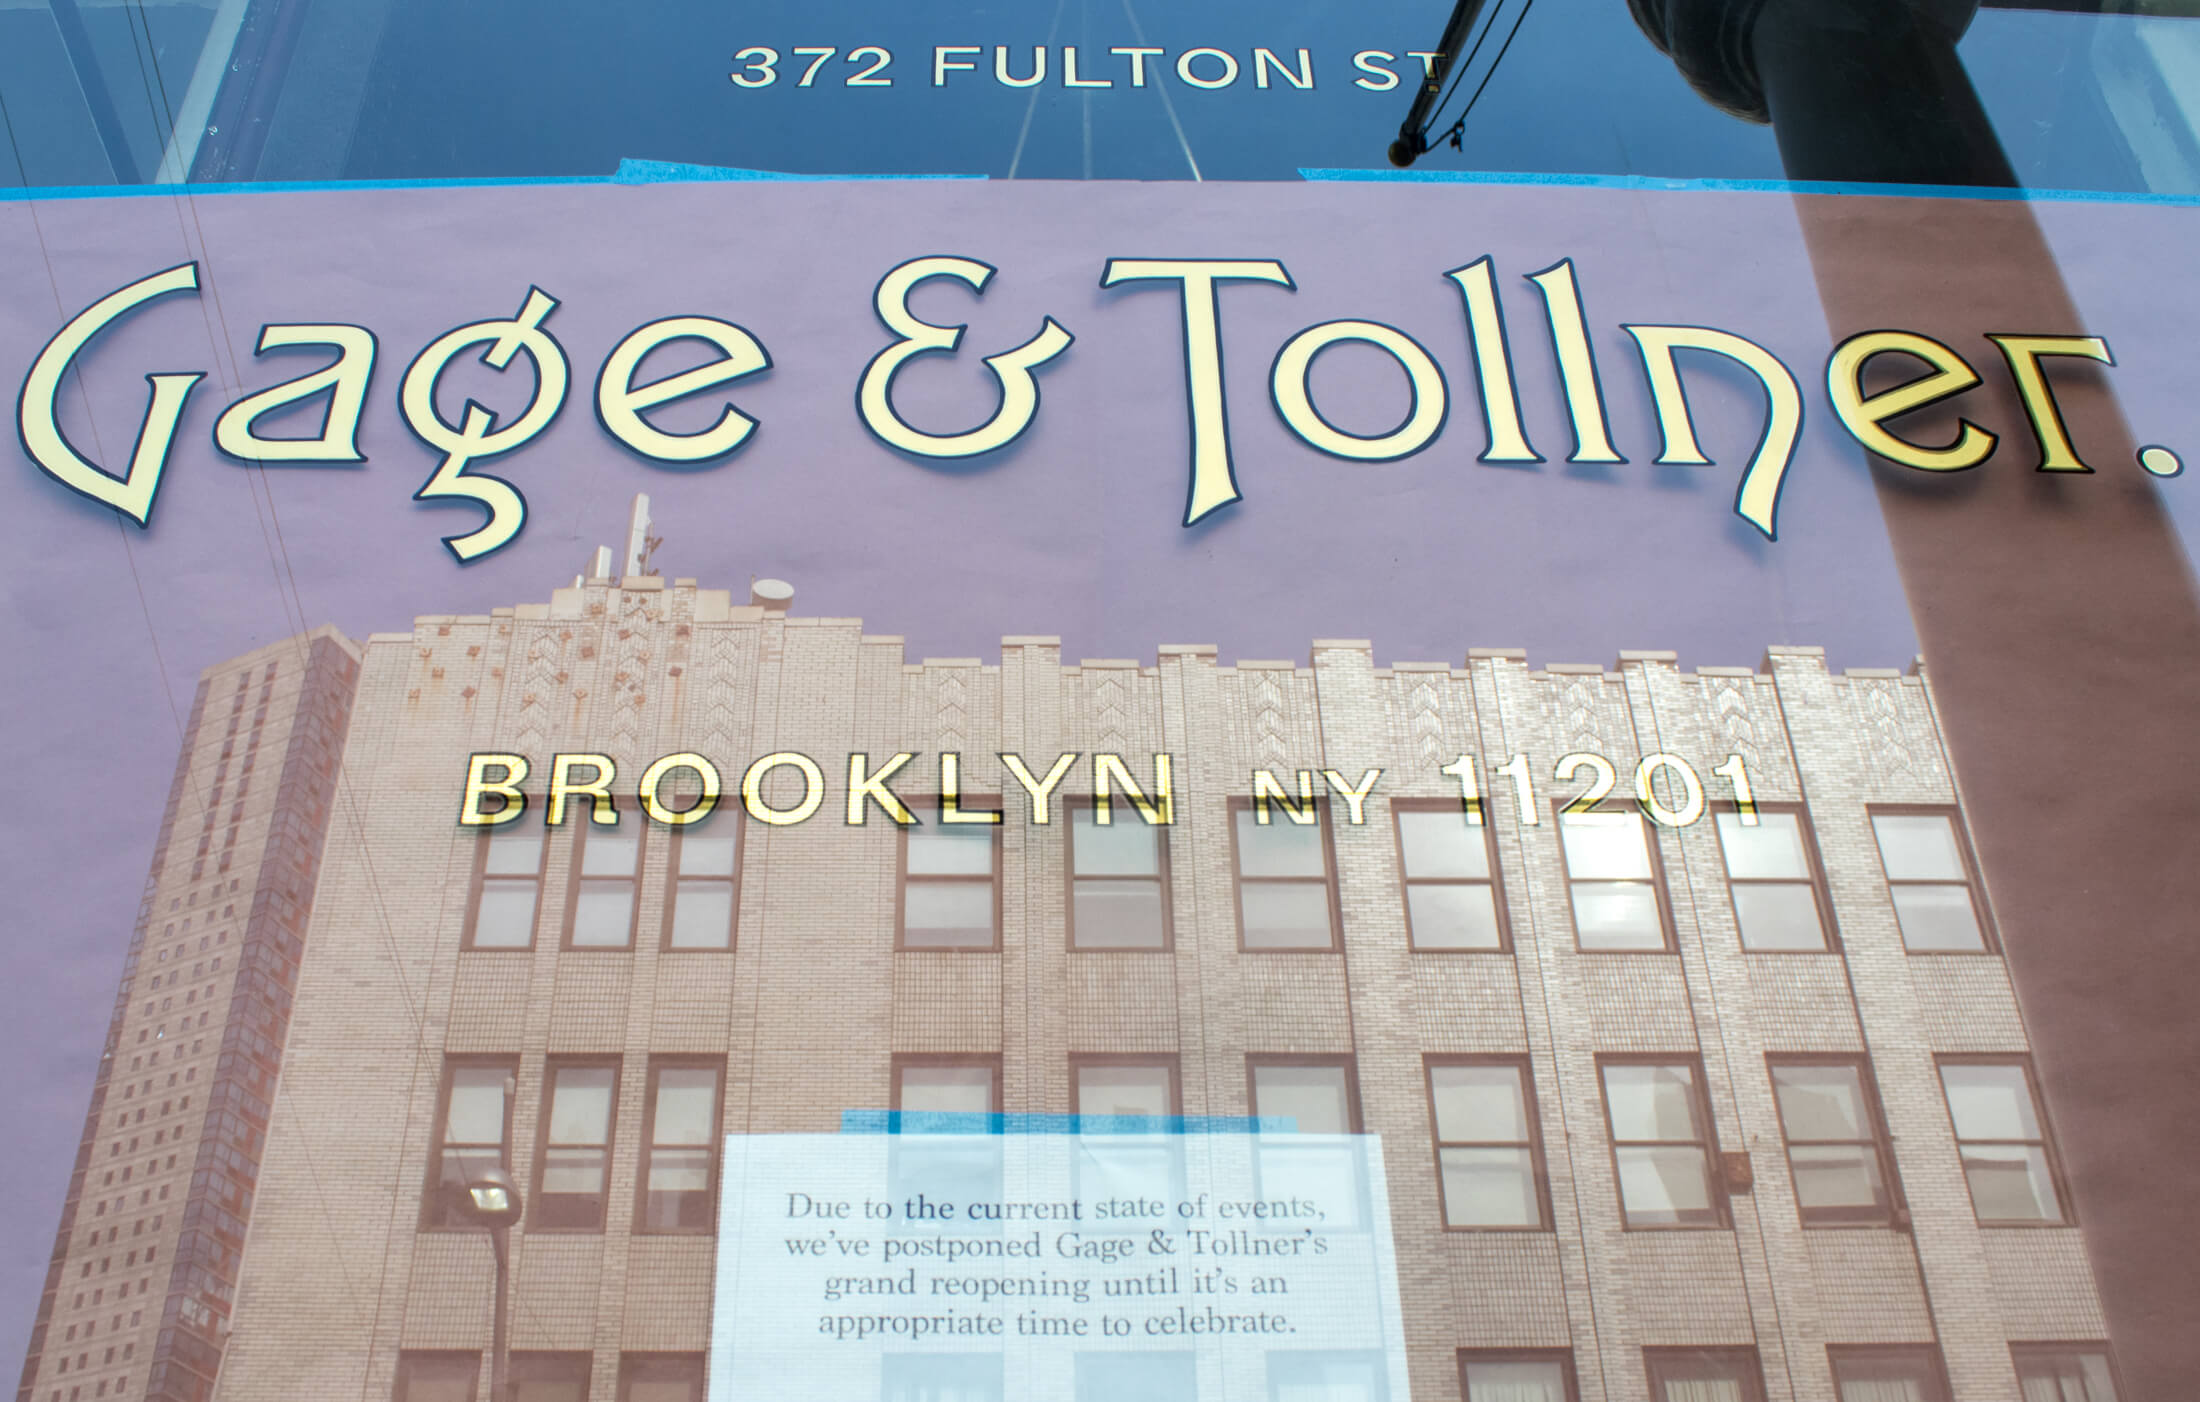 372 FULTON ST
Gage & Tollner.
BROOKLYN NY 11201
Due to the current state of events,
we've postponed Gage & Tollner's
grand reopening until it's an
appropriate time to celebrate.